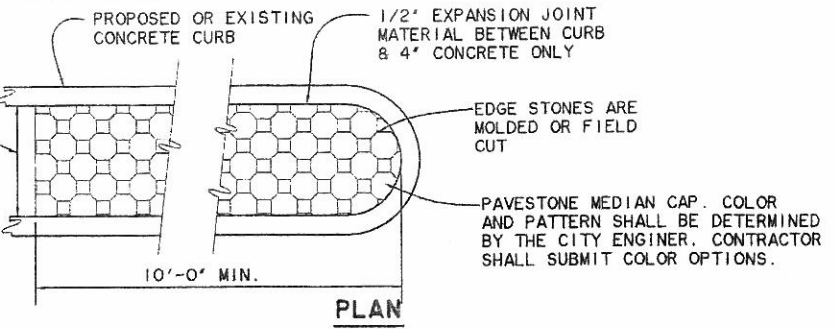 PROPOSED OR EXISTING
CONCRETE CURB
1/2" EXPANSION JOINT
MATERIAL BETWEEN CURB
& 4" CONCRETE ONLY
EDGE STONES ARE
MOLDED OR FIELD
CUT
PAVESTONE MEDIAN CAP. COLOR
AND PATTERN SHALL BE DETERMINED
BY THE CITY ENGINER. CONTRACTOR
SHALL SUBMIT COLOR OPTIONS.
10'-0" MIN.
PLAN